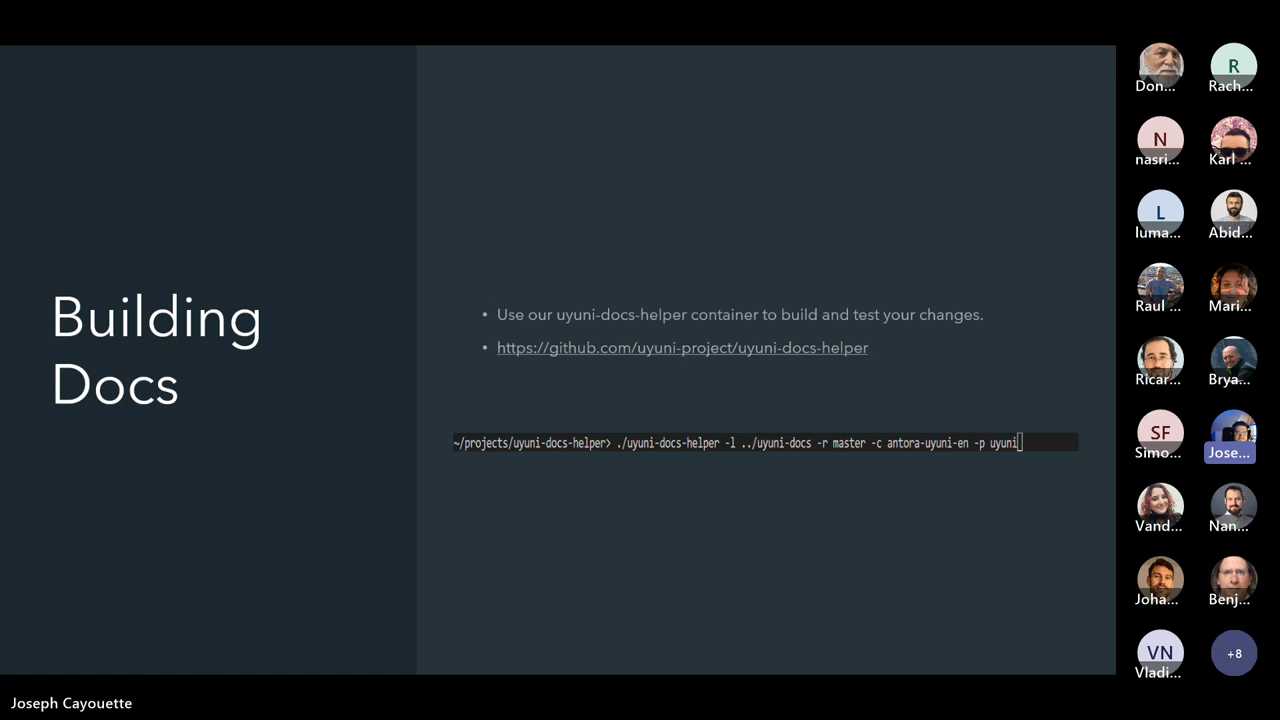 Building
Docs
• Use our uyuni-docs-helper container to build and test your changes.
• https://github.com/uyuni-project/uyuni-docs-helper
~/projects/uyuni-docs-helper> ./uyuni-docs-helper -l ../uyuni-docs -r master -c antora-uyuni-en -p uyuni
Don...
R
Rach...
N
nasri...
Karl ...
L
luma...
Abid...
Raul ...
Mari...
Ricar...
Brya...
SF
Simo...
Jose...
Vand...
Nan...
Joha...
Benj...
VN
Vladi...
+8
Joseph Cayouette